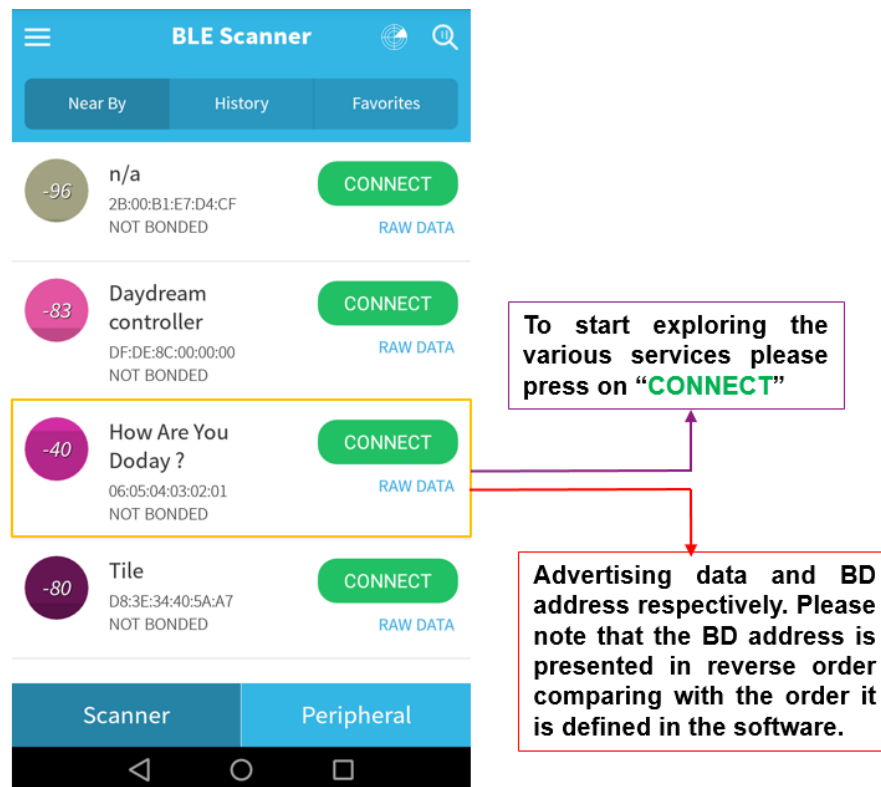 BLE Scanner
Near By History Favorites
-96
n/a
2B:00:B1:E7:D4:CF
NOT BONDED
CONNECT
RAW DATA
-83
Daydream
controller
DF:DE:8C:00:00:00
NOT BONDED
CONNECT
RAW DATA
-40
How Are You
Doday ?
06:05:04:03:02:01
NOT BONDED
CONNECT
RAW DATA
-80
Tile
D8:3E:34:40:5A:A7
NOT BONDED
CONNECT
RAW DATA
Scanner Peripheral
To start exploring the
various services please
press on “CONNECT”
Advertising data and BD
address respectively. Please
note that the BD address is
presented in reverse order
comparing with the order it
is defined in the software.